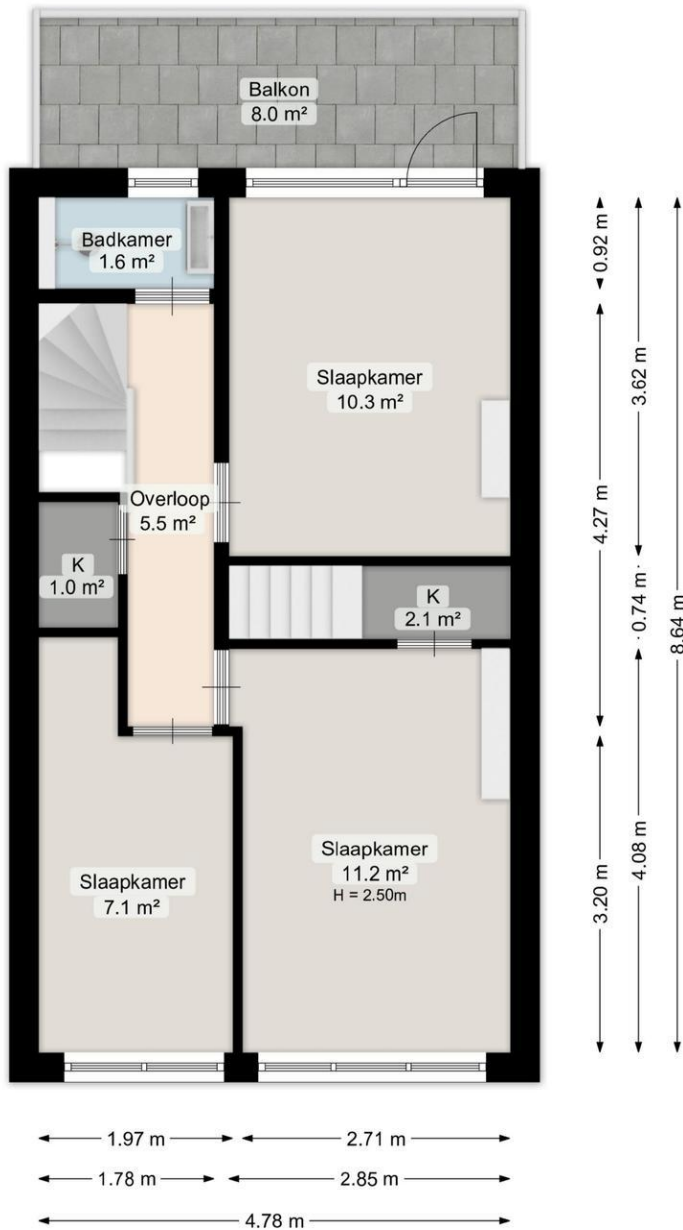 Balkon
8.0 m²
Badkamer
1.6 m²
Slaapkamer
10.3 m²
Overloop
5.5 m²
K
1.0 m²
K
2.1 m²
Slaapkamer
11.2 m²
H = 2.50m
Slaapkamer
7.1 m²
0.92 m
3.62 m
4.27 m
0.74 m
8.64 m
4.08 m
3.20 m
1.97 m
2.71 m
1.78 m
2.85 m
4.78 m